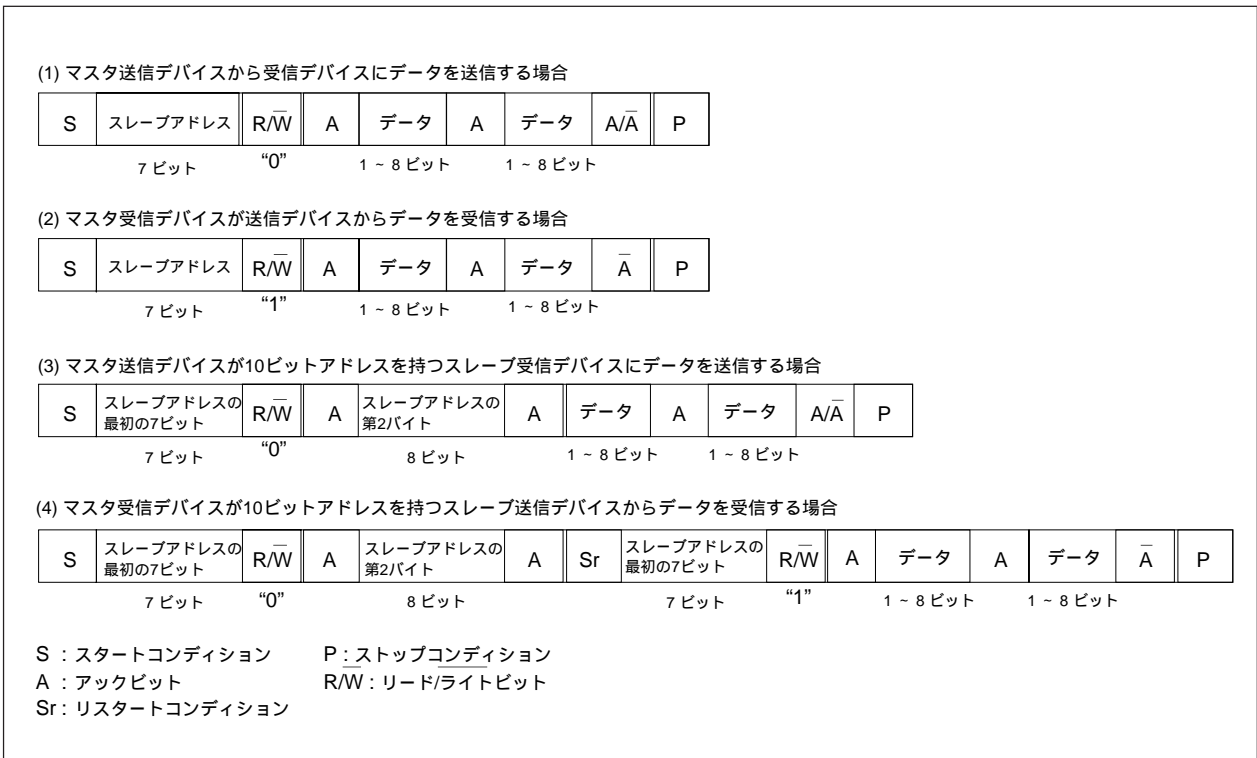 (1) マスタ送信デバイスから受信デバイスにデータを送信する場合
S スレーブアドレス R/W̅ A データ A データ A/A̅ P
7 ビット “0” 1 ~ 8 ビット 1 ~ 8 ビット
(2) マスタ受信デバイスが送信デバイスからデータを受信する場合
S スレーブアドレス R/W̅ A データ A データ A̅ P
7 ビット “1” 1 ~ 8 ビット 1 ~ 8 ビット
(3) マスタ送信デバイスが10ビットアドレスを持つスレーブ受信デバイスにデータを送信する場合
S スレーブアドレスの最初の7ビット R/W̅ A スレーブアドレスの第2バイト A データ A データ A/A̅ P
7 ビット “0” 8 ビット 1 ~ 8 ビット 1 ~ 8 ビット
(4) マスタ受信デバイスが10ビットアドレスを持つスレーブ送信デバイスからデータを受信する場合
S スレーブアドレスの最初の7ビット R/W̅ A スレーブアドレスの第2バイト A Sr スレーブアドレスの最初の7ビット R/W̅ A データ A データ A̅ P
7 ビット “0” 8 ビット 7 ビット “1” 1 ~ 8 ビット 1 ~ 8 ビット
S : スタートコンディション P : ストップコンディション
A : アックビット R/W̅ : リード/ライトビット
Sr : リスタートコンディション